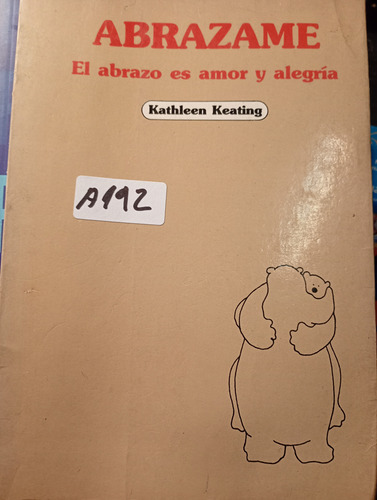 ABRAZAME
El abrazo es amor y alegría
Kathleen Keating
A192